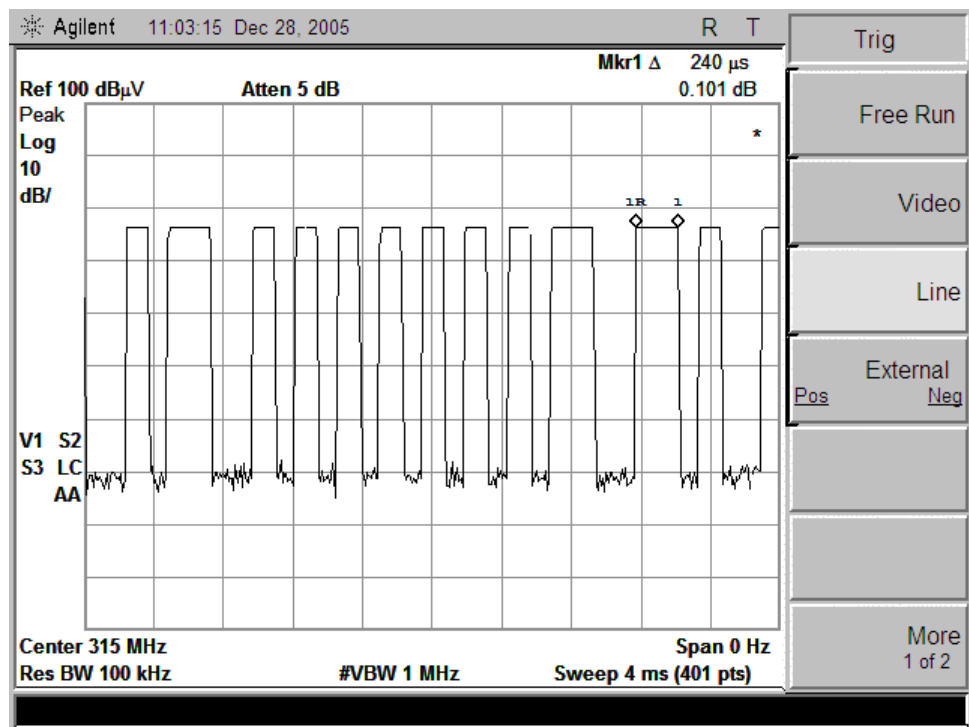 Agilent 11:03:15 Dec 28, 2005 R T
Mkr1 Δ 240 μs
Ref 100 dBμV Atten 5 dB 0.101 dB
Peak
Log
10
dB/
*
1R 1
V1 S2
S3 LC
AA
Center 315 MHz Span 0 Hz
Res BW 100 kHz #VBW 1 MHz Sweep 4 ms (401 pts)
Trig
Free Run
Video
Line
External
Pos Neg
More
1 of 2